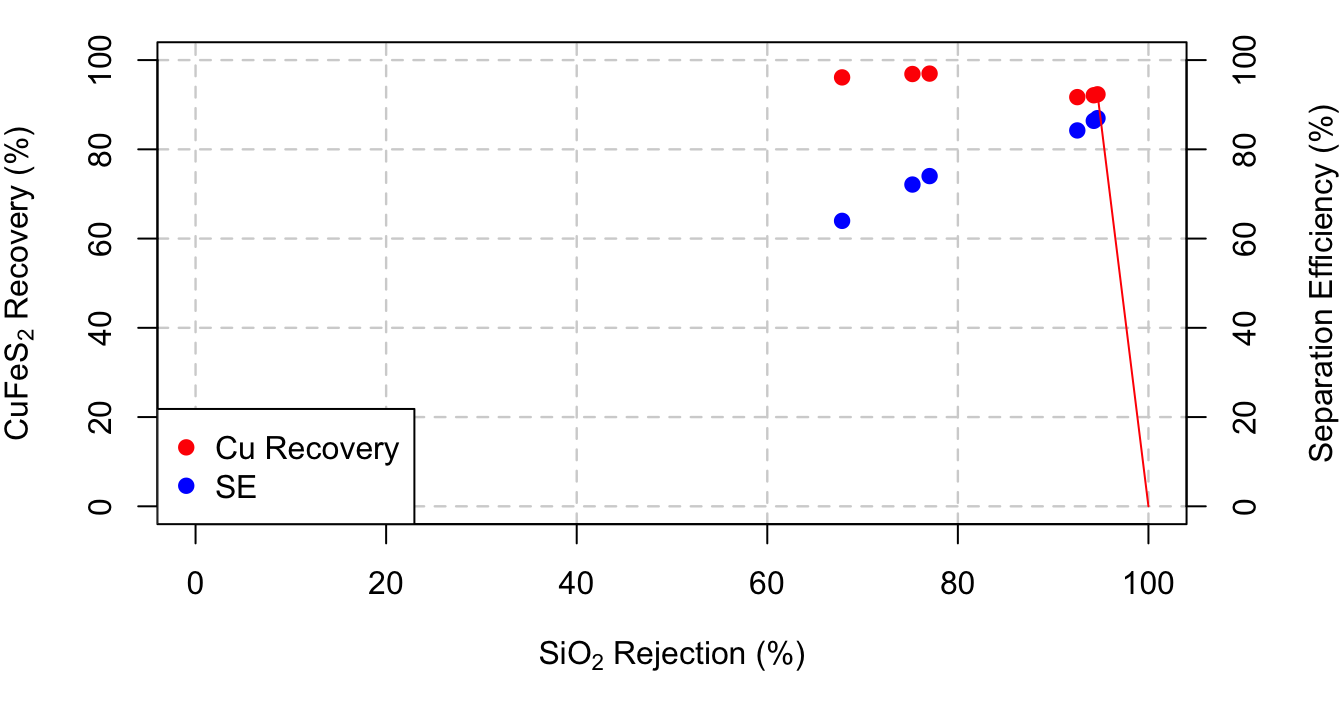 CuFeS₂ Recovery (%)
100
80
60
40
20
0
Cu Recovery
SE
0 20 40 60 80 100
SiO₂ Rejection (%)
100
80
60
40
20
0
Separation Efficiency (%)